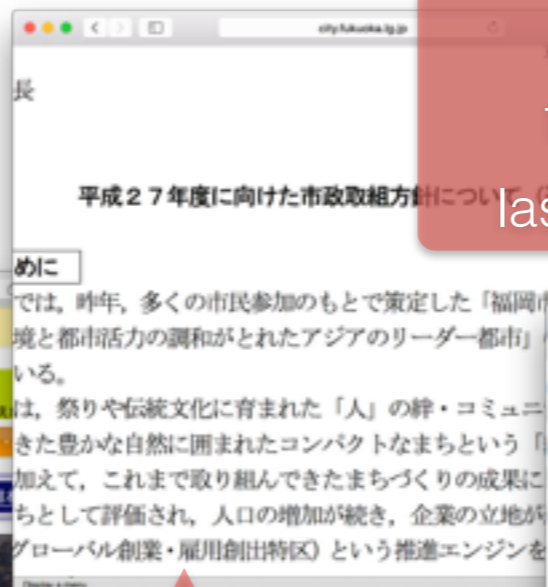 city.fukuoka.lg.jp
las
長
平成２７年度に向けた市政取組方針について（
めに
では，昨年，多くの市民参加のもとで策定した「福岡市
境と都市活力の調和がとれたアジアのリーダー都市」
いる。
は，祭りや伝統文化に育まれた「人」の絆・コミュニ
きた豊かな自然に囲まれたコンパクトなまちという「
加えて，これまで取り組んできたまちづくりの成果に
ちとして評価され，人口の増加が続き，企業の立地が
グローバル創業・雇用創出特区）という推進エンジンを
Display a menu